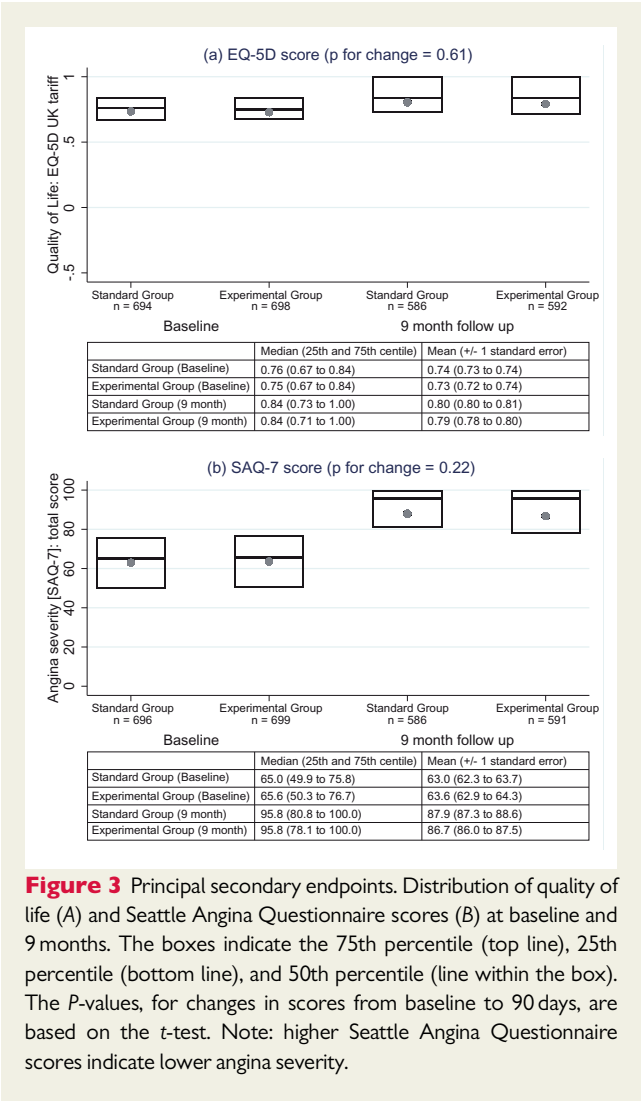 (a) EQ-5D score (p for change = 0.61)
Quality of Life: EQ-5D UK tariff
1
.5
0
-.5
Standard Group Experimental Group Standard Group Experimental Group
n = 694 n = 698 n = 586 n = 592
Baseline 9 month follow up
Median (25th and 75th centile) Mean (+/- 1 standard error)
Standard Group (Baseline) 0.76 (0.67 to 0.84) 0.74 (0.73 to 0.74)
Experimental Group (Baseline) 0.75 (0.67 to 0.84) 0.73 (0.72 to 0.74)
Standard Group (9 month) 0.84 (0.73 to 1.00) 0.80 (0.80 to 0.81)
Experimental Group (9 month) 0.84 (0.71 to 1.00) 0.79 (0.78 to 0.80)
(b) SAQ-7 score (p for change = 0.22)
Angina severity [SAQ-7]: total score
100
80
60
40
20
0
Standard Group Experimental Group Standard Group Experimental Group
n = 696 n = 699 n = 586 n = 591
Baseline 9 month follow up
Median (25th and 75th centile) Mean (+/- 1 standard error)
Standard Group (Baseline) 65.0 (49.9 to 75.8) 63.0 (62.3 to 63.7)
Experimental Group (Baseline) 65.6 (50.3 to 76.7) 63.6 (62.9 to 64.3)
Standard Group (9 month) 95.8 (80.8 to 100.0) 87.9 (87.3 to 88.6)
Experimental Group (9 month) 95.8 (78.1 to 100.0) 86.7 (86.0 to 87.5)
Figure 3 Principal secondary endpoints. Distribution of quality of
life (A) and Seattle Angina Questionnaire scores (B) at baseline and
9 months. The boxes indicate the 75th percentile (top line), 25th
percentile (bottom line), and 50th percentile (line within the box).
The P-values, for changes in scores from baseline to 90 days, are
based on the t-test. Note: higher Seattle Angina Questionnaire
scores indicate lower angina severity.